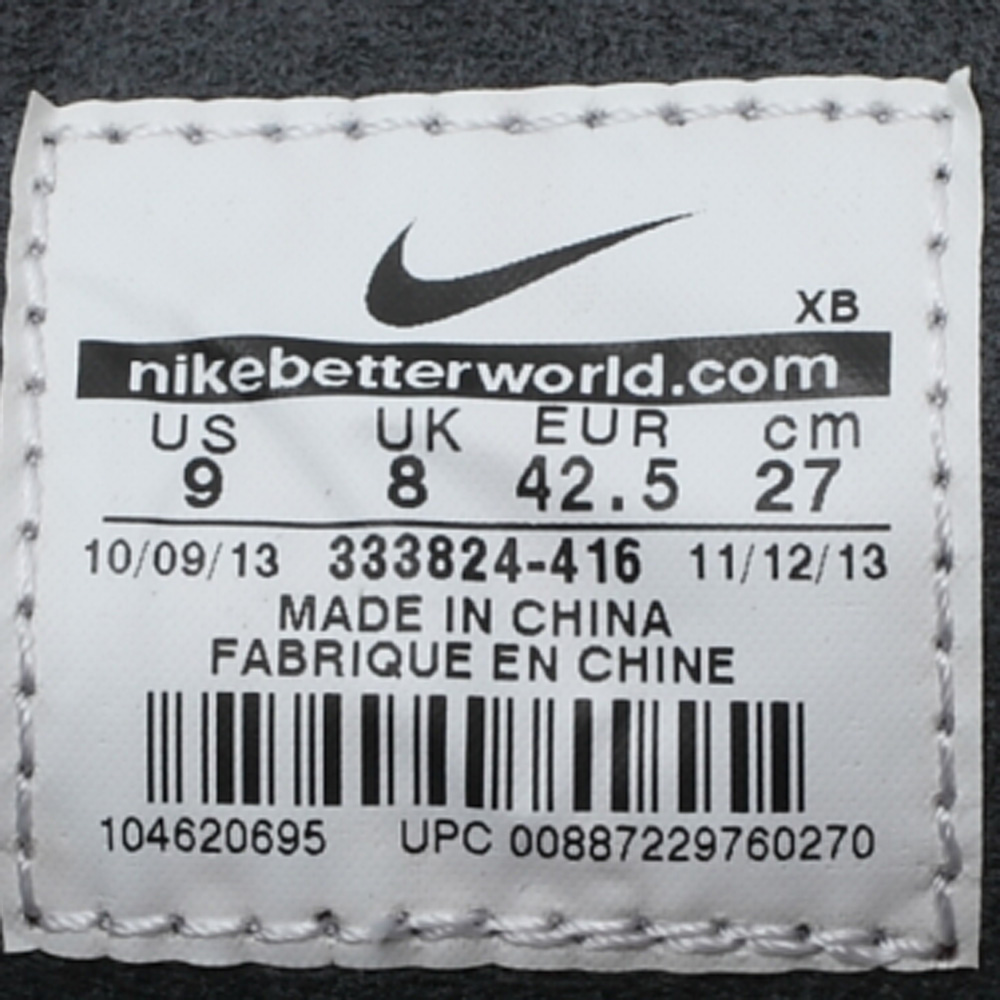 XB
nikebetterworld.com
US UK EUR cm
9 8 42.5 27
10/09/13 333824-416 11/12/13
MADE IN CHINA
FABRIQUE EN CHINE
104620695 UPC 00887229760270